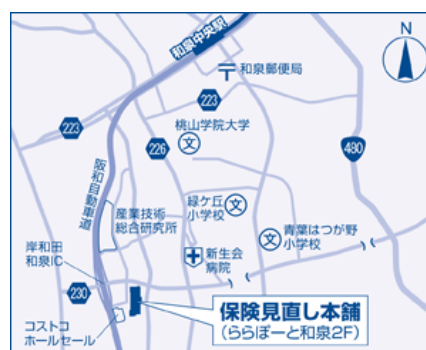 和泉中央駅
N
和泉郵便局
223
223
桃山学院大学
文
226
480
阪和自動車道
産業技術
総合研究所
緑ケ丘
小学校
文
文
青葉はつが野
小学校
岸和田
和泉IC
新生会
病院
230
保険見直し本舗
(ららぽーと和泉2F)
コストコ
ホールセール